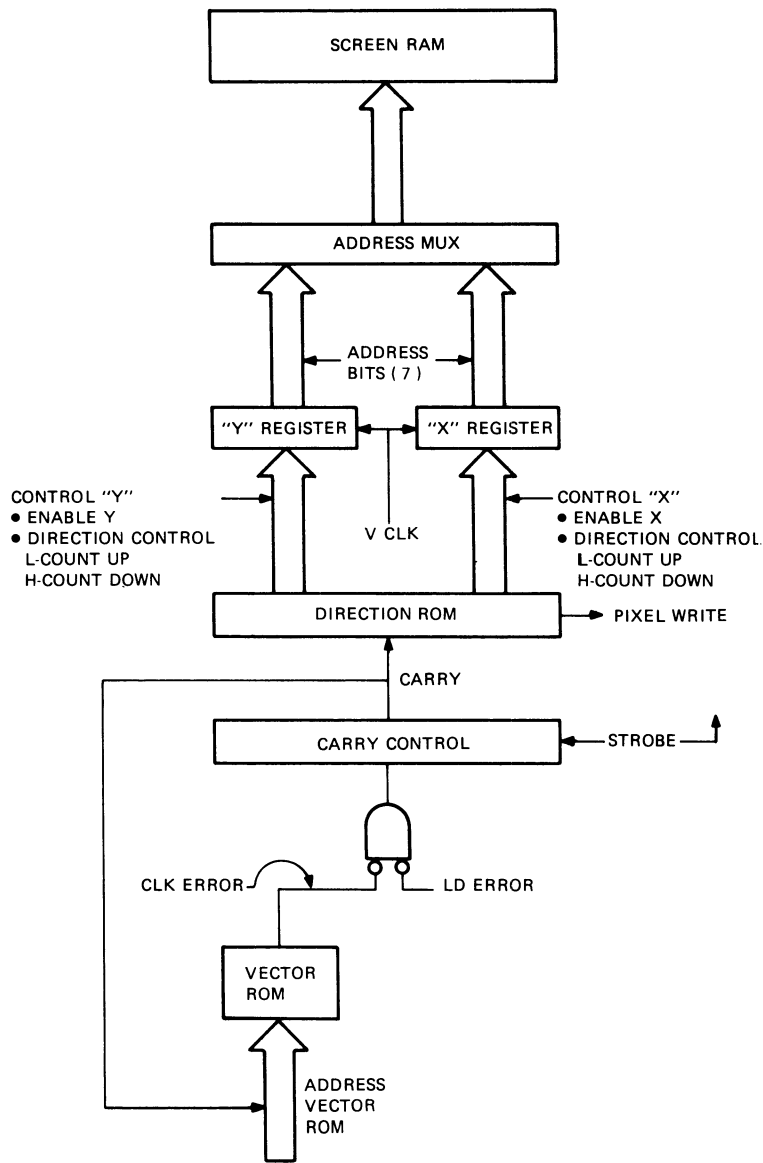 SCREEN RAM
ADDRESS MUX
ADDRESS
BITS ( 7 )
"Y" REGISTER
"X" REGISTER
CONTROL "Y"
● ENABLE Y
● DIRECTION CONTROL
L-COUNT UP
H-COUNT DOWN
V CLK
CONTROL "X"
● ENABLE X
● DIRECTION CONTROL
L-COUNT UP
H-COUNT DOWN
DIRECTION ROM
PIXEL WRITE
CARRY
CARRY CONTROL
STROBE
CLK ERROR
LD ERROR
VECTOR
ROM
ADDRESS
VECTOR
ROM